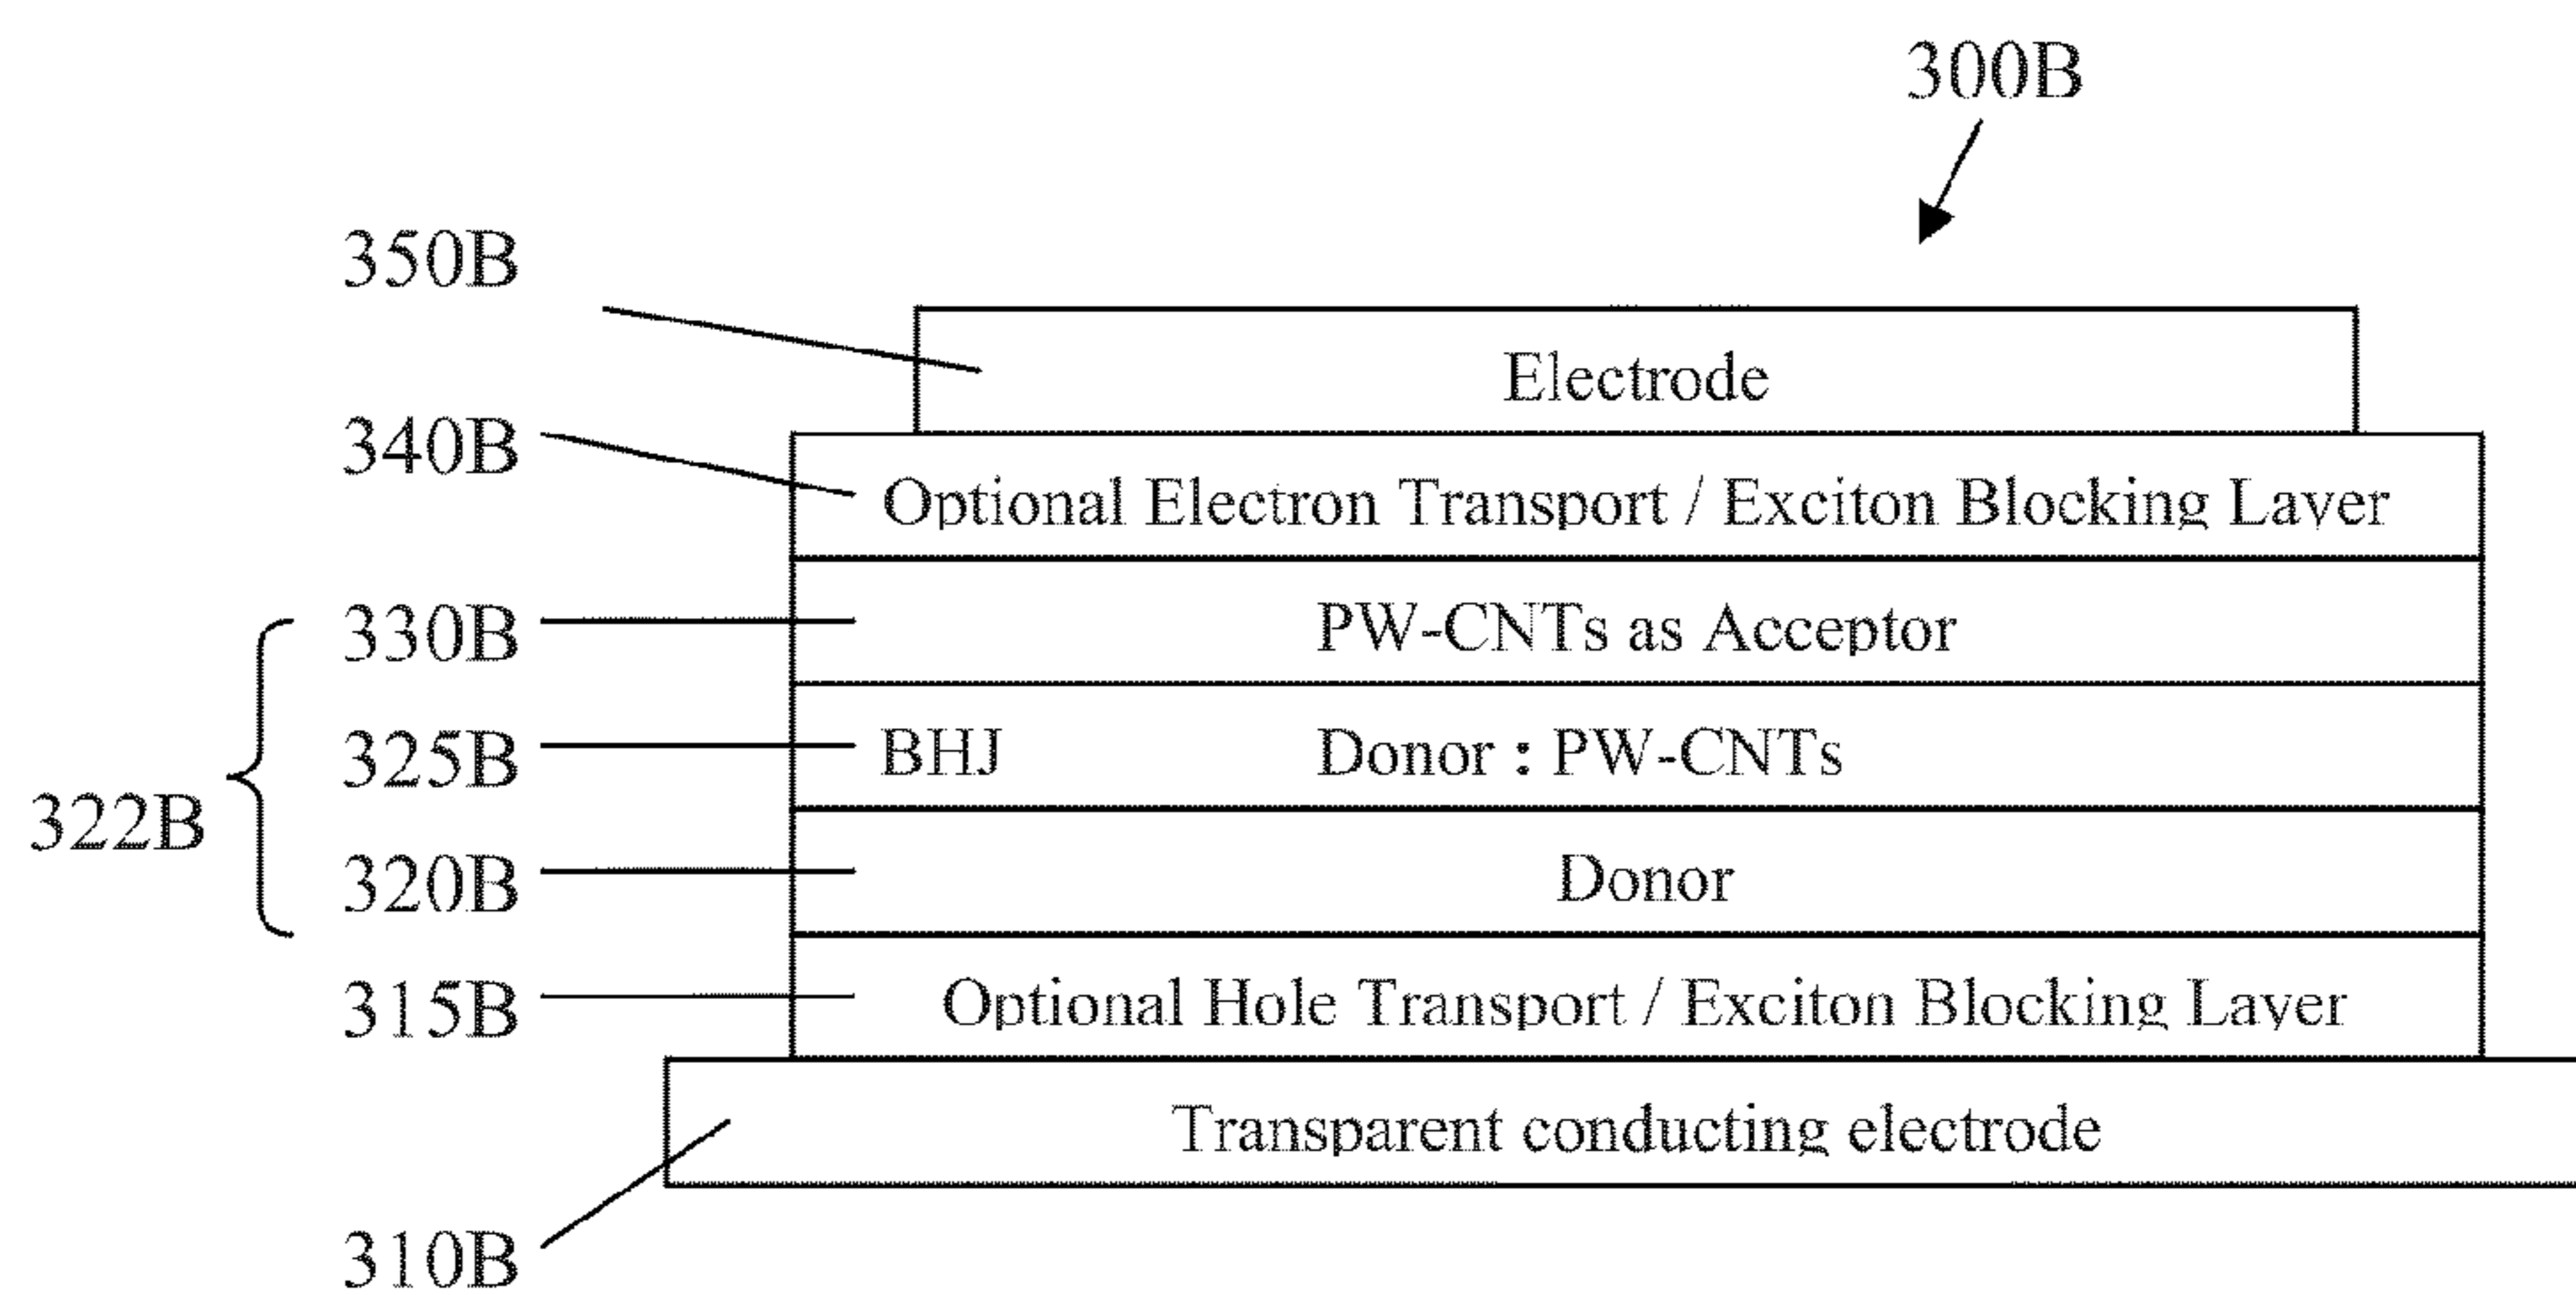 300B
350B
Electrode
340B
Optional Electron Transport / Exciton Blocking Layer
330B
PW-CNTs as Acceptor
325B
BHJ Donor : PW-CNTs
322B
320B
Donor
315B
Optional Hole Transport / Exciton Blocking Layer
Transparent conducting electrode
310B